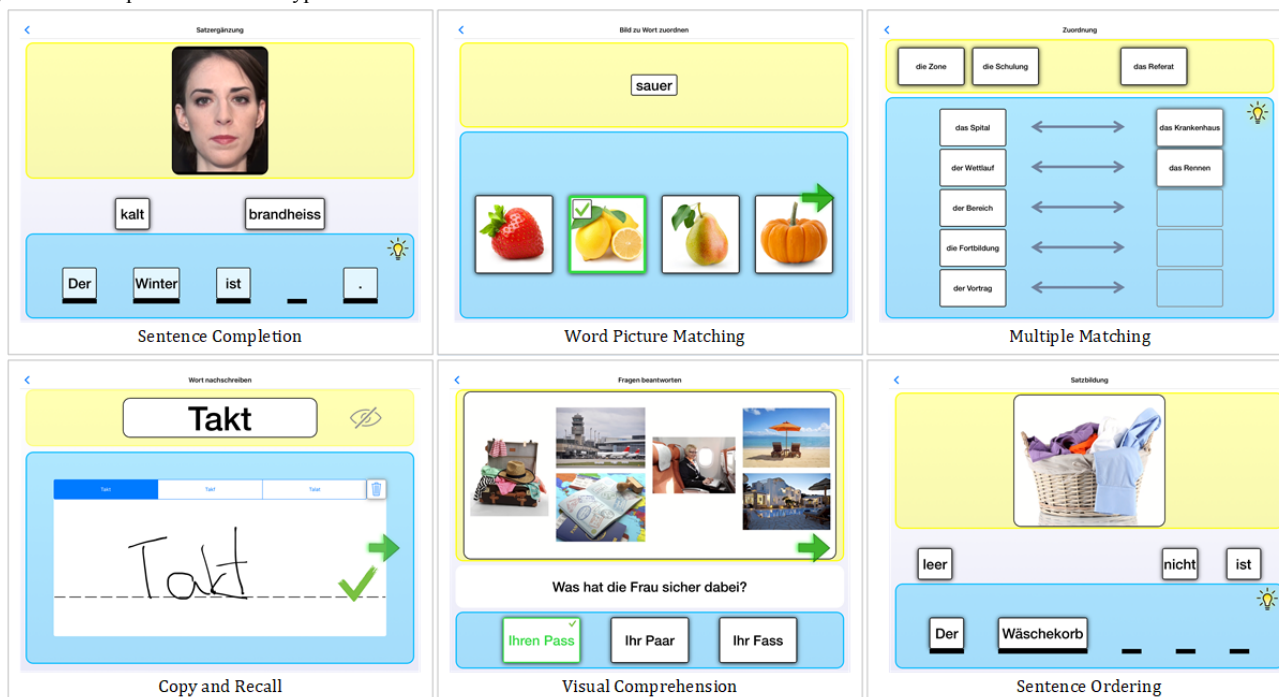 Satzergänzung
kalt
brandheiss
Der Winter ist _ .
Sentence Completion
Bild zu Wort zuordnen
sauer
Word Picture Matching
Zuordnung
die Zone
die Schulung
das Referat
das Spital
das Krankenhaus
der Wettlauf
das Rennen
der Bereich
die Fortbildung
der Vortrag
Multiple Matching
Wort nachschreiben
Takt
Takt
Takt
Takt
Copy and Recall
Fragen beantworten
Was hat die Frau sicher dabei?
Ihren Pass
Ihr Paar
Ihr Fass
Visual Comprehension
Satzbildung
leer
nicht
ist
Der Wäschekorb _ _ _
Sentence Ordering